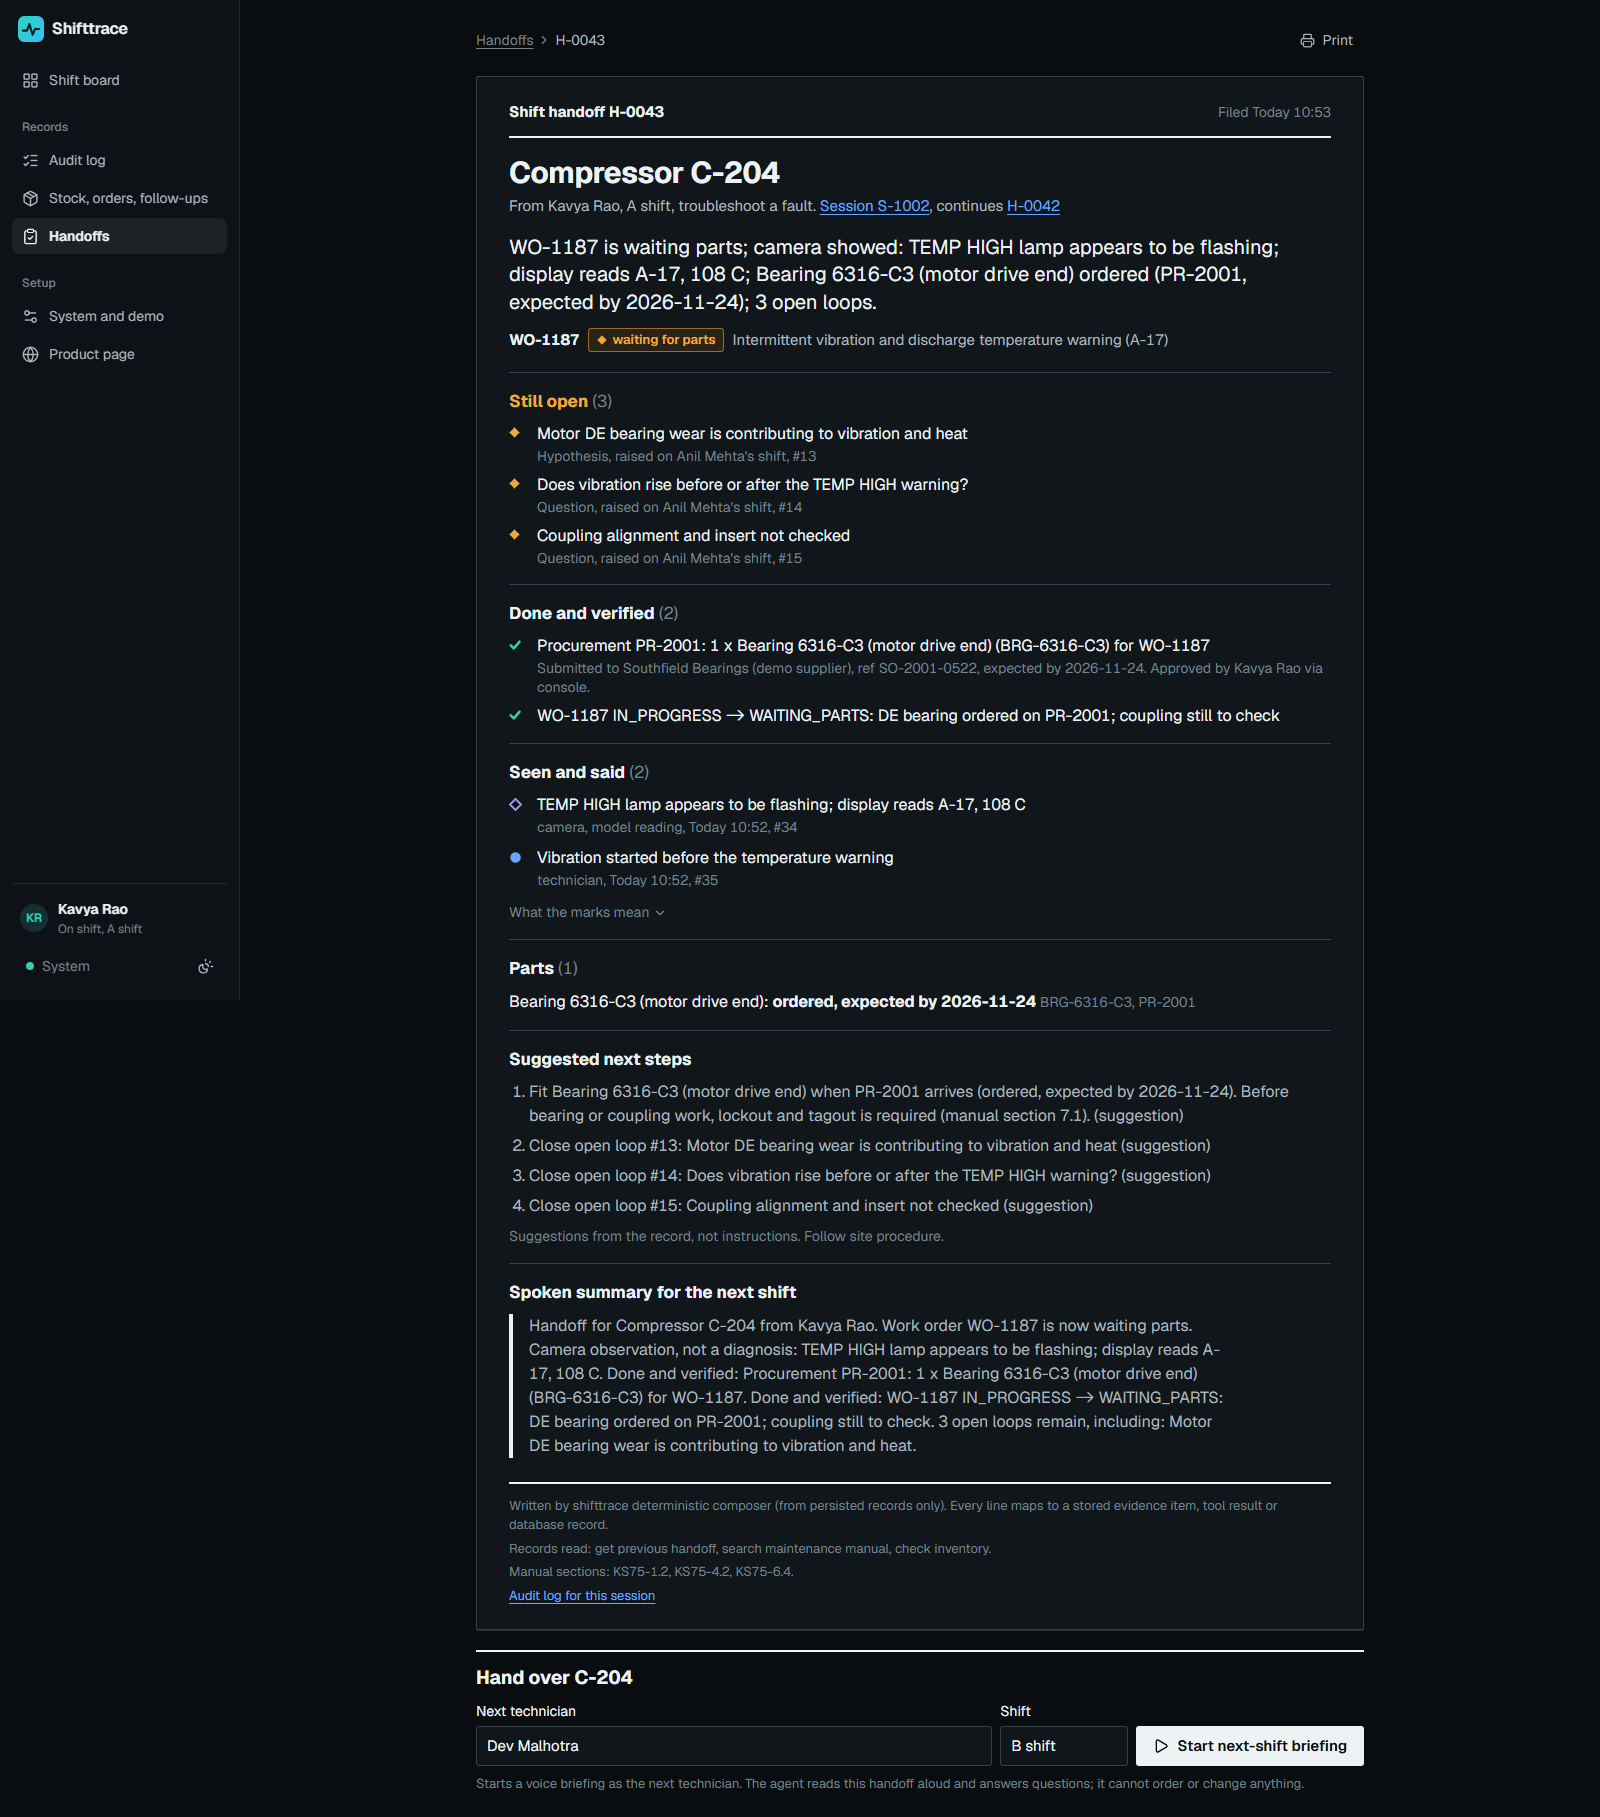 Shifttrace
Shift board
Records
Audit log
Stock, orders, follow-ups
Handoffs
Setup
System and demo
Product page
KR
Kavya Rao
On shift, A shift
System
Handoffs > H-0043
Print
Shift handoff H-0043
Filed Today 10:53
Compressor C-204
From Kavya Rao, A shift, troubleshoot a fault. Session S-1002, continues H-0042
WO-1187 is waiting parts; camera showed: TEMP HIGH lamp appears to be flashing;
display reads A-17, 108 C; Bearing 6316-C3 (motor drive end) ordered (PR-2001,
expected by 2026-11-24); 3 open loops.
WO-1187 ◆ waiting for parts Intermittent vibration and discharge temperature warning (A-17)
Still open (3)
Motor DE bearing wear is contributing to vibration and heat
Hypothesis, raised on Anil Mehta's shift, #13
Does vibration rise before or after the TEMP HIGH warning?
Question, raised on Anil Mehta's shift, #14
Coupling alignment and insert not checked
Question, raised on Anil Mehta's shift, #15
Done and verified (2)
Procurement PR-2001: 1 x Bearing 6316-C3 (motor drive end) (BRG-6316-C3) for WO-1187
Submitted to Southfield Bearings (demo supplier), ref SO-2001-0522, expected by 2026-11-24. Approved by Kavya Rao via
console.
WO-1187 IN_PROGRESS → WAITING_PARTS: DE bearing ordered on PR-2001; coupling still to check
Seen and said (2)
TEMP HIGH lamp appears to be flashing; display reads A-17, 108 C
camera, model reading, Today 10:52, #34
Vibration started before the temperature warning
technician, Today 10:52, #35
What the marks mean
Parts (1)
Bearing 6316-C3 (motor drive end): ordered, expected by 2026-11-24 BRG-6316-C3, PR-2001
Suggested next steps
1. Fit Bearing 6316-C3 (motor drive end) when PR-2001 arrives (ordered, expected by 2026-11-24). Before
bearing or coupling work, lockout and tagout is required (manual section 7.1). (suggestion)
2. Close open loop #13: Motor DE bearing wear is contributing to vibration and heat (suggestion)
3. Close open loop #14: Does vibration rise before or after the TEMP HIGH warning? (suggestion)
4. Close open loop #15: Coupling alignment and insert not checked (suggestion)
Suggestions from the record, not instructions. Follow site procedure.
Spoken summary for the next shift
Handoff for Compressor C-204 from Kavya Rao. Work order WO-1187 is now waiting parts.
Camera observation, not a diagnosis: TEMP HIGH lamp appears to be flashing; display reads A-
17, 108 C. Done and verified: Procurement PR-2001: 1 x Bearing 6316-C3 (motor drive end)
(BRG-6316-C3) for WO-1187. Done and verified: WO-1187 IN_PROGRESS → WAITING_PARTS:
DE bearing ordered on PR-2001; coupling still to check. 3 open loops remain, including: Motor
DE bearing wear is contributing to vibration and heat.
Written by shifttrace deterministic composer (from persisted records only). Every line maps to a stored evidence item, tool result or
database record.
Records read: get previous handoff, search maintenance manual, check inventory.
Manual sections: KS75-1.2, KS75-4.2, KS75-6.4.
Audit log for this session
Hand over C-204
Next technician
Shift
Dev Malhotra
B shift
Start next-shift briefing
Starts a voice briefing as the next technician. The agent reads this handoff aloud and answers questions; it cannot order or change anything.